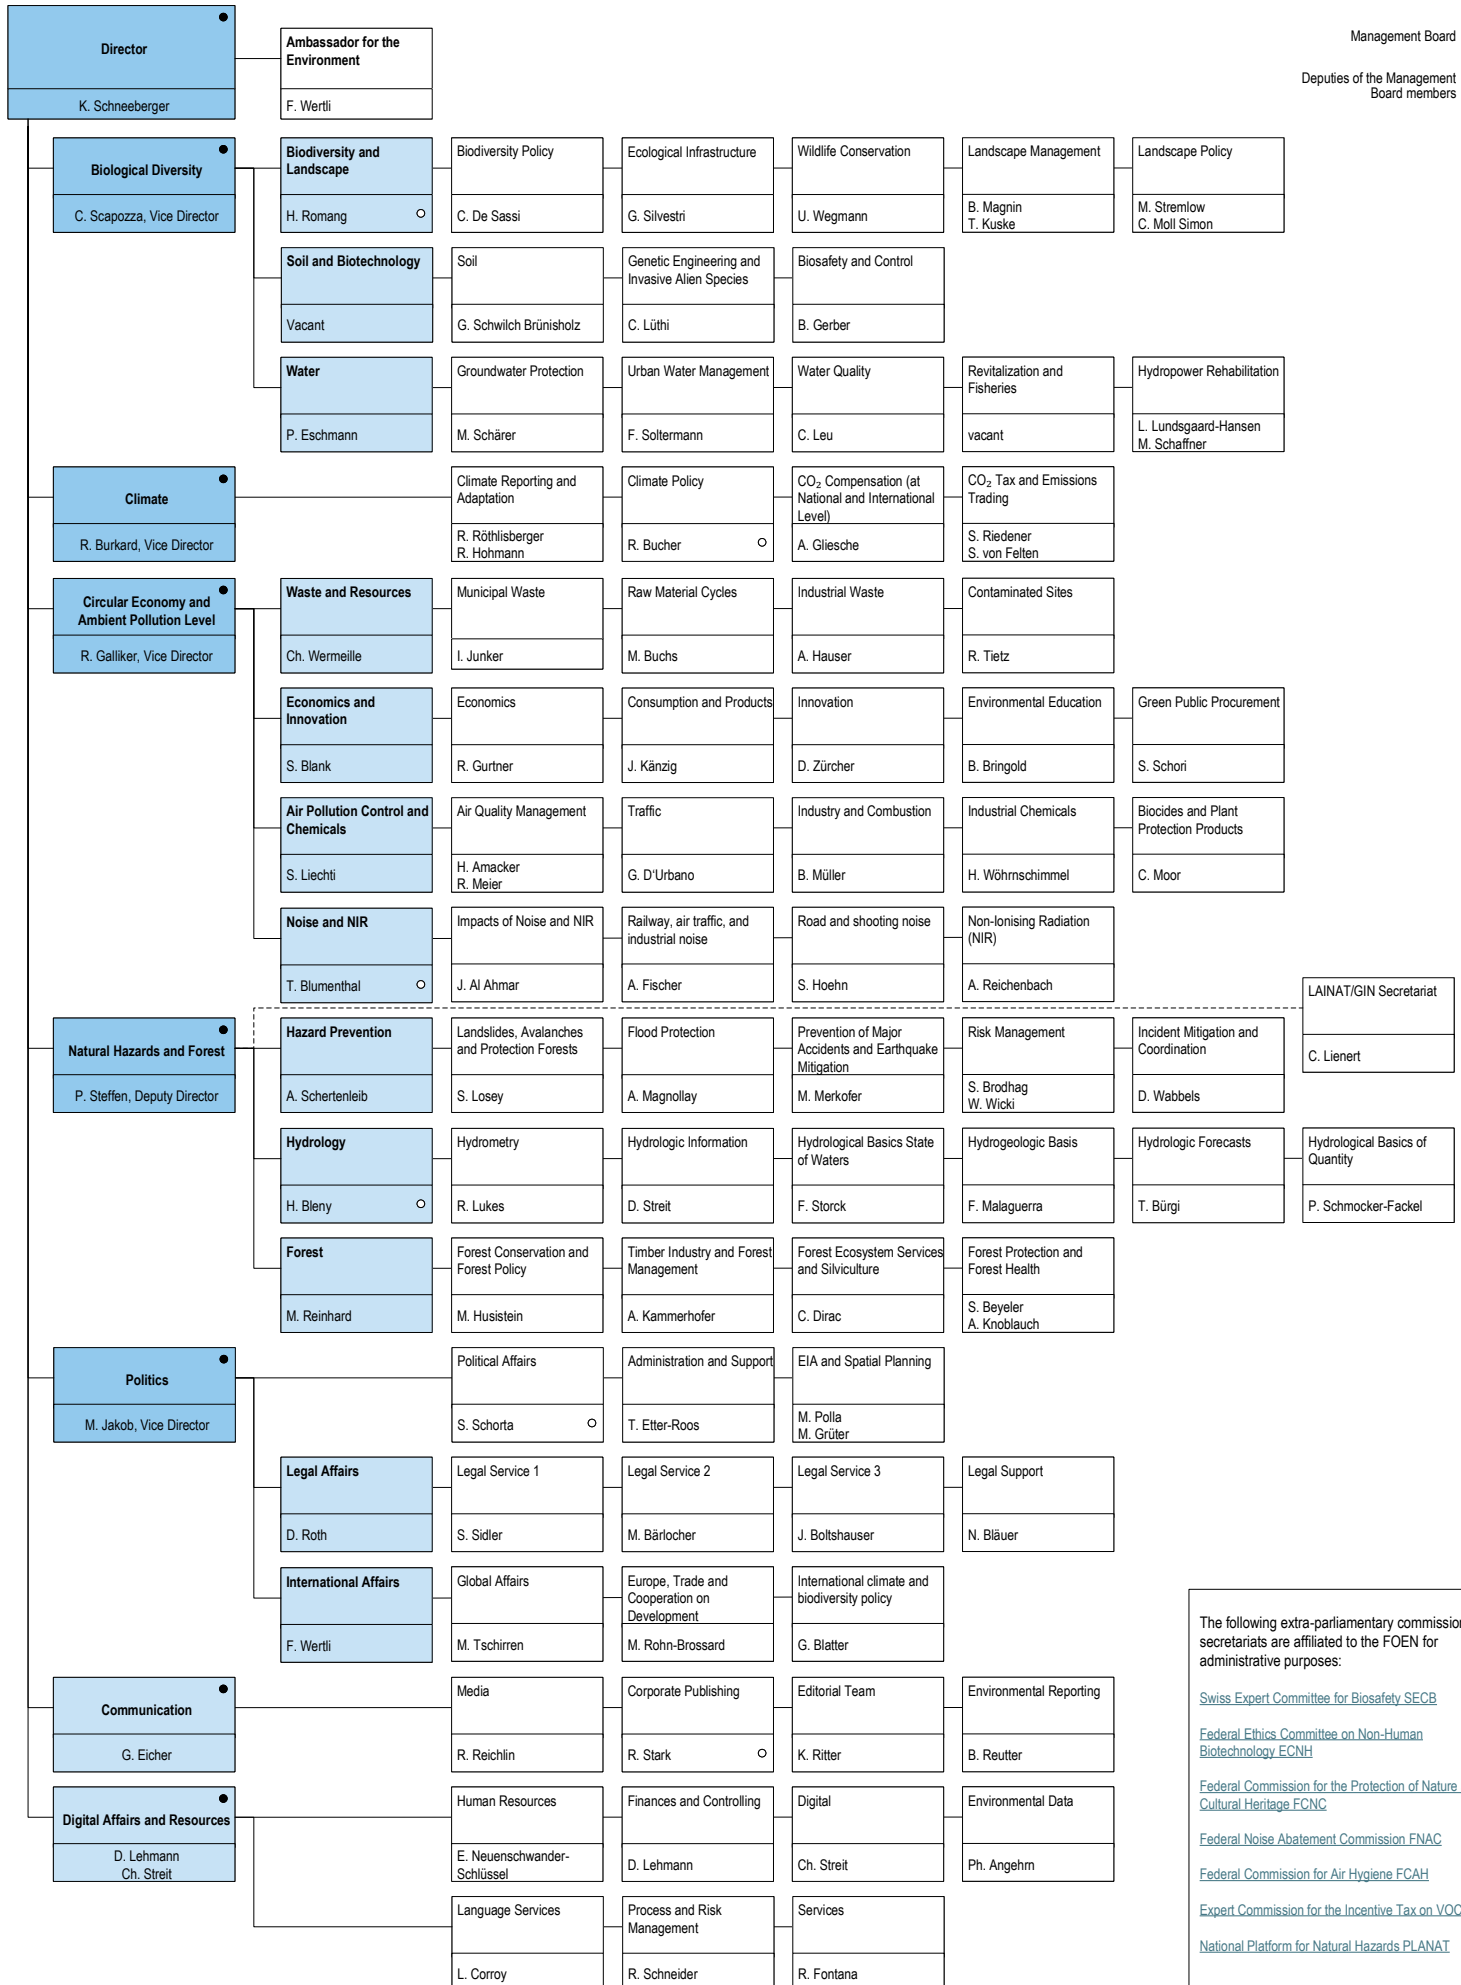 Director
K. Schneeberger
Ambassador for the
Environment
F. Wertli
Management Board
Deputies of the Management
Board members
Biological Diversity
C. Scapozza, Vice Director
Biodiversity and
Landscape
H. Romang
Biodiversity Policy
C. De Sassi
Ecological Infrastructure
G. Silvestri
Wildlife Conservation
U. Wegmann
Landscape Management
B. Magnin
T. Kuske
Landscape Policy
M. Stremlow
C. Moll Simon
Soil and Biotechnology
Vacant
Soil
G. Schwilch Brünisholz
Genetic Engineering and
Invasive Alien Species
C. Lüthi
Biosafety and Control
B. Gerber
Water
P. Eschmann
Groundwater Protection
M. Schärer
Urban Water Management
F. Soltermann
Water Quality
C. Leu
Revitalization and
Fisheries
vacant
Hydropower Rehabilitation
L. Lundsgaard-Hansen
M. Schaffner
Climate
R. Burkard, Vice Director
Climate Reporting and
Adaptation
R. Röthlisberger
R. Hohmann
Climate Policy
R. Bucher
CO₂ Compensation (at
National and International
Level)
A. Gliesche
CO₂ Tax and Emissions
Trading
S. Riedener
S. von Felten
Circular Economy and
Ambient Pollution Level
R. Galliker, Vice Director
Waste and Resources
Ch. Wermeille
Municipal Waste
I. Junker
Raw Material Cycles
M. Buchs
Industrial Waste
A. Hauser
Contaminated Sites
R. Tietz
Economics and
Innovation
S. Blank
Economics
R. Gurtner
Consumption and Products
J. Känzig
Innovation
D. Zürcher
Environmental Education
B. Bringold
Green Public Procurement
S. Schori
Air Pollution Control and
Chemicals
S. Liechti
Air Quality Management
H. Amacker
R. Meier
Traffic
G. D'Urbano
Industry and Combustion
B. Müller
Industrial Chemicals
H. Wöhrnschimmel
Biocides and Plant
Protection Products
C. Moor
Noise and NIR
T. Blumenthal
Impacts of Noise and NIR
J. Al Ahmar
Railway, air traffic, and
industrial noise
A. Fischer
Road and shooting noise
S. Hoehn
Non-Ionising Radiation
(NIR)
A. Reichenbach
LAINAT/GIN Secretariat
C. Lienert
Natural Hazards and Forest
P. Steffen, Deputy Director
Hazard Prevention
A. Schertenleib
Landslides, Avalanches
and Protection Forests
S. Losey
Flood Protection
A. Magnollay
Prevention of Major
Accidents and Earthquake
Mitigation
M. Merkofer
Risk Management
S. Brodhag
W. Wicki
Incident Mitigation and
Coordination
D. Wabbels
Hydrology
H. Bleny
Hydrometry
R. Lukes
Hydrologic Information
D. Streit
Hydrological Basics State
of Waters
F. Storck
Hydrogeologic Basis
F. Malaguerra
Hydrologic Forecasts
T. Bürgi
Hydrological Basics of
Quantity
P. Schmocker-Fackel
Forest
M. Reinhard
Forest Conservation and
Forest Policy
M. Husistein
Timber Industry and Forest
Management
A. Kammerhofer
Forest Ecosystem Services
and Silviculture
C. Dirac
Forest Protection and
Forest Health
S. Beyeler
A. Knoblauch
Politics
M. Jakob, Vice Director
Political Affairs
S. Schorta
Administration and Support
T. Etter-Roos
EIA and Spatial Planning
M. Polla
M. Grüter
Legal Affairs
D. Roth
Legal Service 1
S. Sidler
Legal Service 2
M. Bärlocher
Legal Service 3
J. Boltshauser
Legal Support
N. Bläuer
International Affairs
F. Wertli
Global Affairs
M. Tschirren
Europe, Trade and
Cooperation on
Development
M. Rohn-Brossard
International climate and
biodiversity policy
G. Blatter
Communication
G. Eicher
Media
R. Reichlin
Corporate Publishing
R. Stark
Editorial Team
K. Ritter
Environmental Reporting
B. Reutter
Digital Affairs and Resources
D. Lehmann
Ch. Streit
Human Resources
E. Neuenschwander-
Schlüssel
Finances and Controlling
D. Lehmann
Digital
Ch. Streit
Environmental Data
Ph. Angehrn
Language Services
L. Corroy
Process and Risk
Management
R. Schneider
Services
R. Fontana
The following extra-parliamentary commission
secretariats are affiliated to the FOEN for
administrative purposes:
Swiss Expert Committee for Biosafety SECB
Federal Ethics Committee on Non-Human
Biotechnology ECNH
Federal Commission for the Protection of Nature
Cultural Heritage FCNC
Federal Noise Abatement Commission FNAC
Federal Commission for Air Hygiene FCAH
Expert Commission for the Incentive Tax on VOC
National Platform for Natural Hazards PLANAT